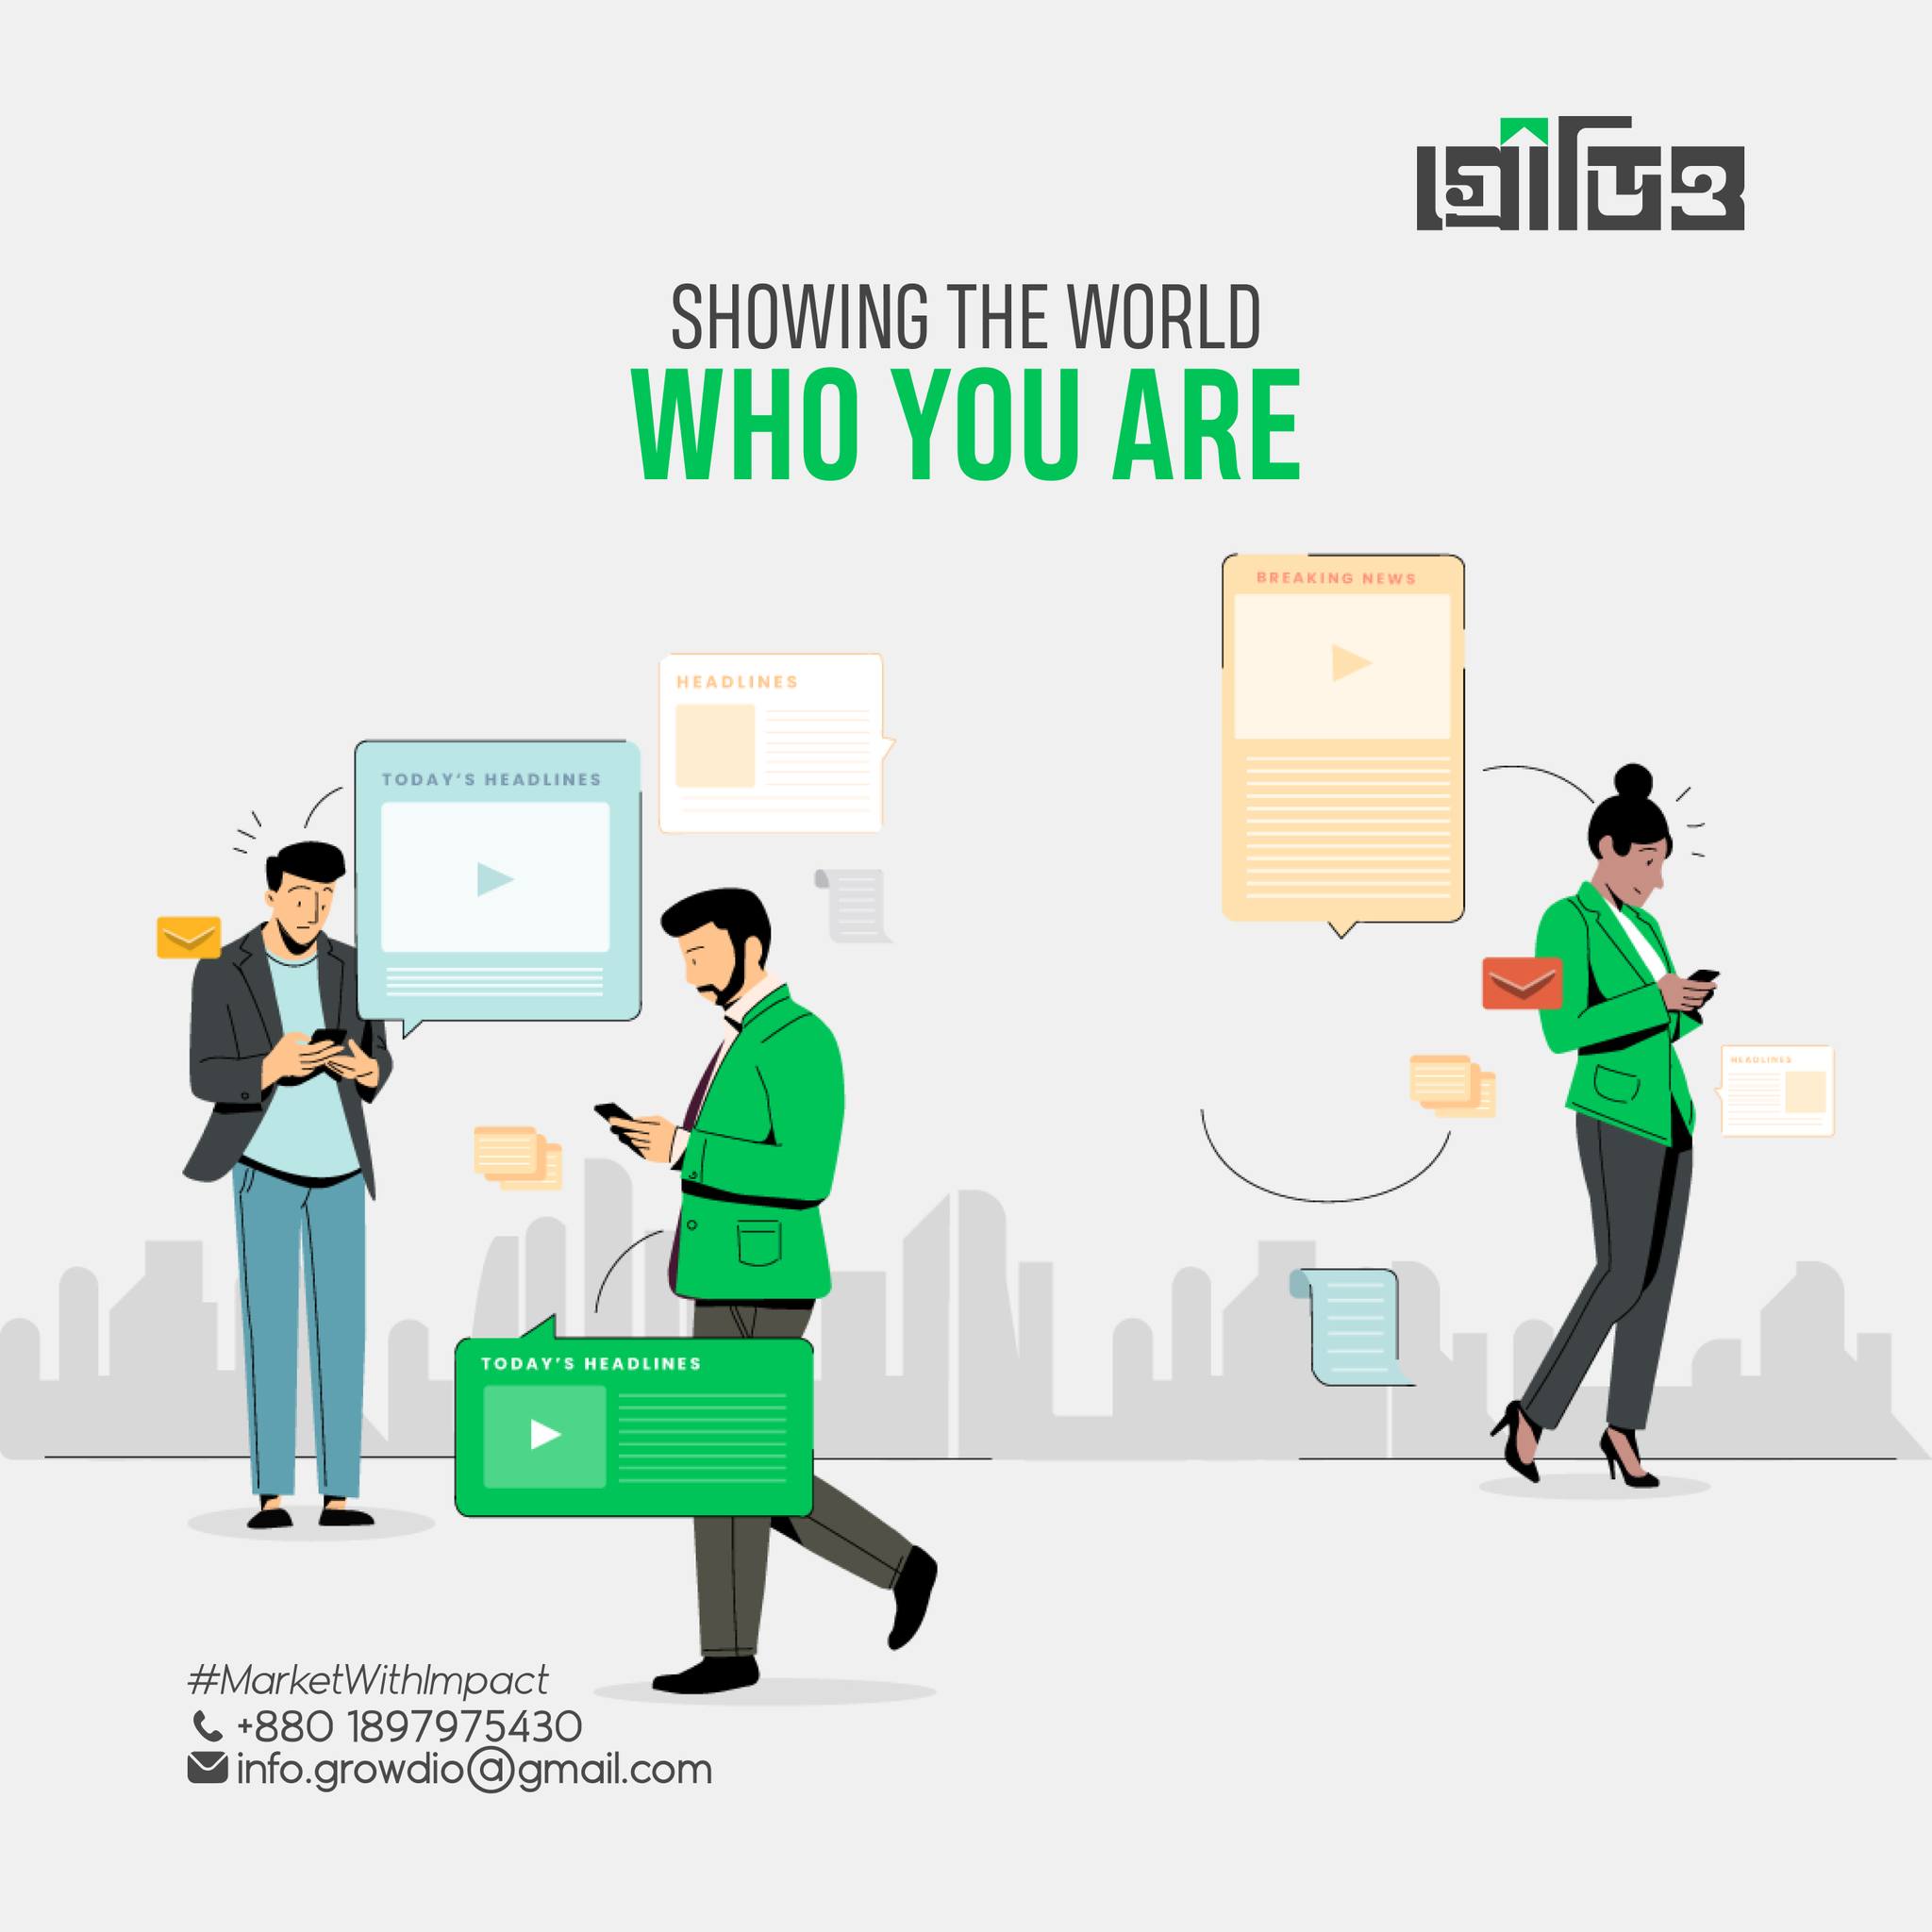 গ্রোডিও
SHOWING THE WORLD
WHO YOU ARE
BREAKING NEWS
HEADLINES
TODAY'S HEADLINES
HEADLINES
TODAY'S HEADLINES
#MarketWithImpact
+880 1897975430
info.growdio@gmail.com